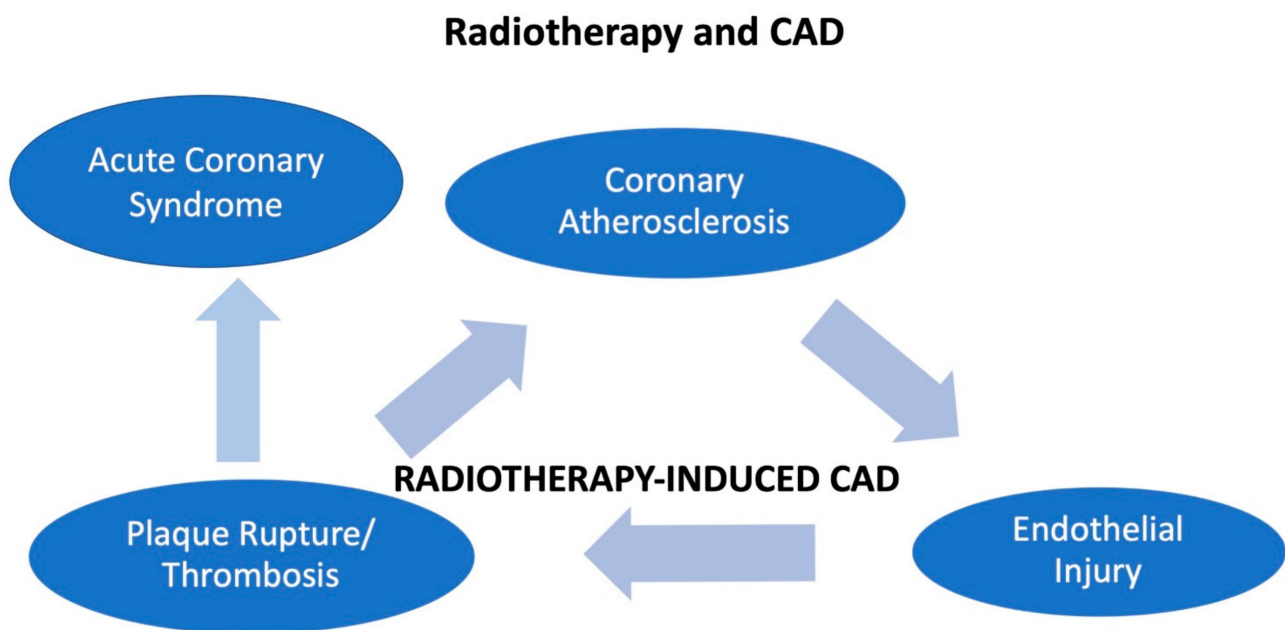 Radiotherapy and CAD
Acute Coronary
Syndrome
Coronary
Atherosclerosis
RADIOTHERAPY-INDUCED CAD
Plaque Rupture/
Thrombosis
Endothelial
Injury